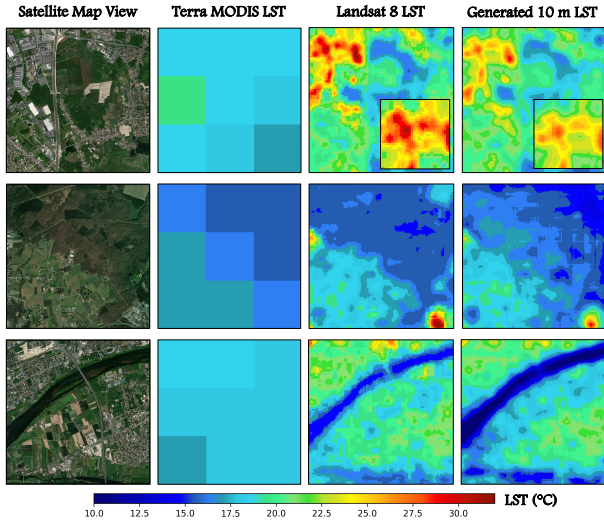 Satellite Map View Terra MODIS LST Landsat 8 LST Generated 10 m LST
10.0 12.5 15.0 17.5 20.0 22.5 25.0 27.5 30.0 LST (°C)